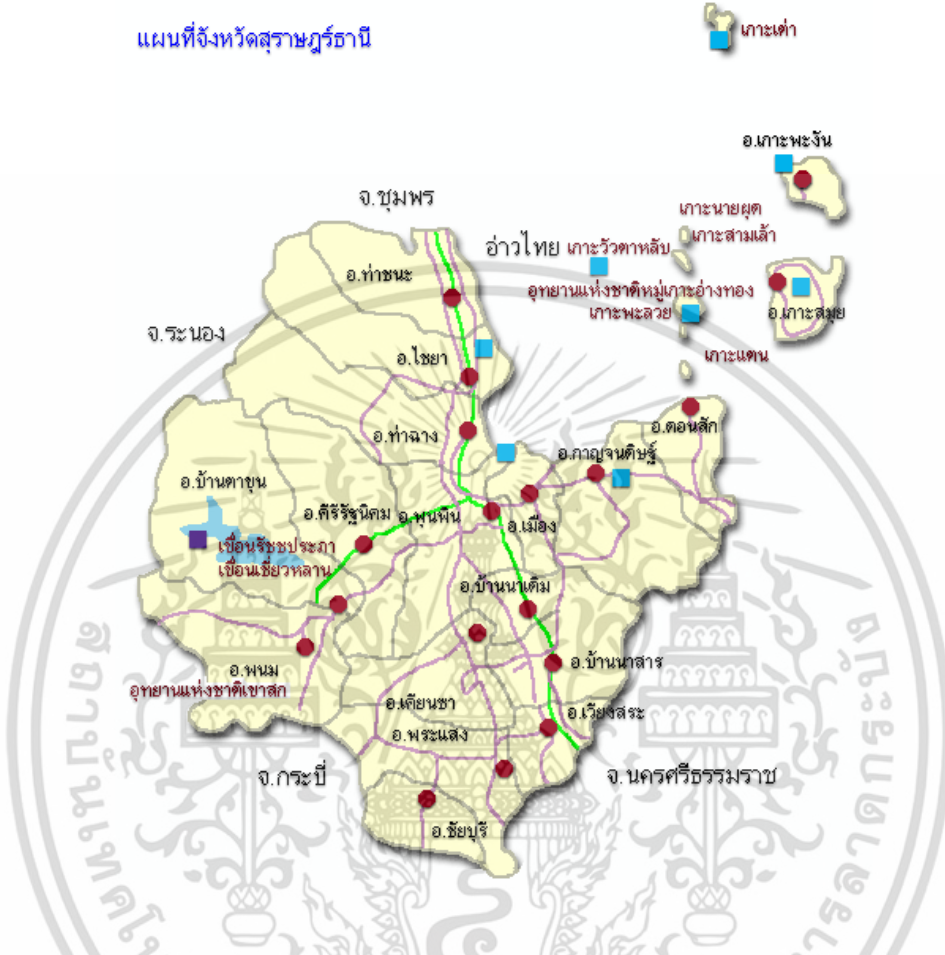 แผนที่จังหวัดสุราษฎร์ธานี
เกาะเต่า
อ.เกาะพะงัน
จ.ชุมพร
เกาะนายผุด
เกาะสามเส้า
อ่าวไทย
เกาะวัวตาหลับ
อ.ท่าชนะ
อุทยานแห่งชาติหมู่เกาะอ่างทอง
เกาะพะลวย
อ.เกาะสมุย
จ.ระนอง
อ.ไชยา
เกาะแตน
อ.ดอนสัก
อ.ท่าฉาง
อ.กาญจนดิษฐ์
อ.บ้านตาขุน
อ.คีรีรัฐนิคม
อ.พุนพิน
อ.เมือง
เขื่อนรัชชประภา
เขื่อนเชี่ยวหลาน
อ.บ้านนาเดิม
อ.พนม
อ.บ้านนาสาร
อุทยานแห่งชาติเขาสก
อ.เคียนซา
อ.เวียงสระ
อ.พระแสง
จ.กระบี่
จ.นครศรีธรรมราช
อ.ชัยบุรี